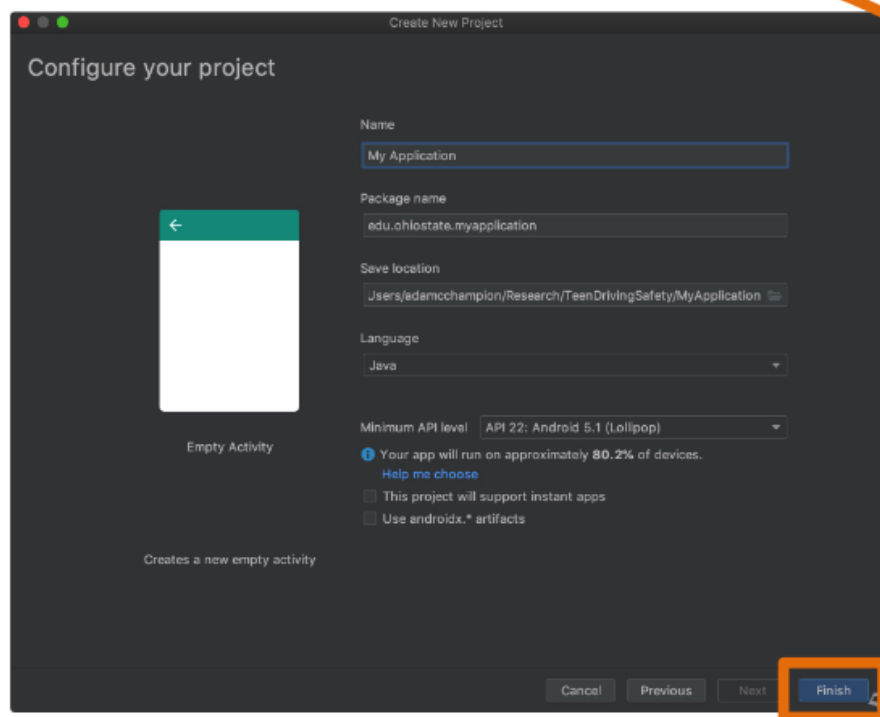 Create New Project
Configure your project
Name
My Application
Package name
edu.ohiostate.myapplication
Save location
Users/adamcchampion/Research/TeenDrivingSafety/MyApplication
Language
Java
Minimum API level API 22: Android 5.1 (Lollipop)
Empty Activity
Your app will run on approximately 80.2% of devices.
Help me choose
This project will support instant apps
Use androidx.* artifacts
Creates a new empty activity
Cancel Previous Next Finish